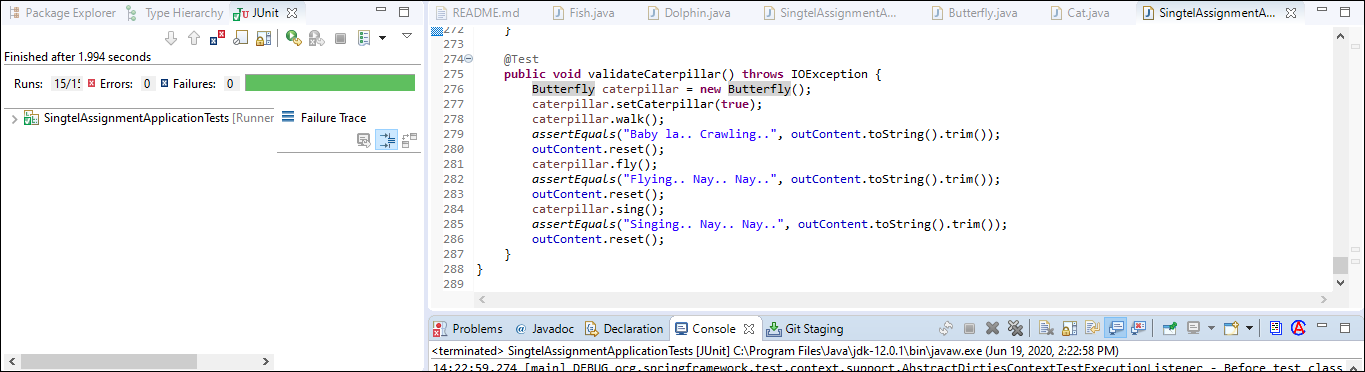 Package Explorer Type Hierarchy JUnit
Finished after 1.994 seconds
Runs: 15/15 Errors: 0 Failures: 0
SingtelAssignmentApplicationTests [Runner
Failure Trace
README.md Fish.java Dolphin.java SingtelAssignmentA... Butterfly.java Cat.java SingtelAssignmentA...
272 }
273
274 @Test
275 public void validateCaterpillar() throws IOException {
276 Butterfly caterpillar = new Butterfly();
277 caterpillar.setCaterpillar(true);
278 caterpillar.walk();
279 assertEquals("Baby la.. Crawling..", outContent.toString().trim());
280 outContent.reset();
281 caterpillar.fly();
282 assertEquals("Flying.. Nay.. Nay..", outContent.toString().trim());
283 outContent.reset();
284 caterpillar.sing();
285 assertEquals("Singing.. Nay.. Nay..", outContent.toString().trim());
286 outContent.reset();
287 }
288 }
289
Problems @ Javadoc Declaration Console Git Staging
<terminated> SingtelAssignmentApplicationTests [JUnit] C:\Program Files\Java\jdk-12.0.1\bin\javaw.exe (Jun 19, 2020, 2:22:58 PM)
14:22:59.274 [main] DEBUG org.springframework.test.context.support.AbstractDirtiesContextTestExecutionListener - Before test class